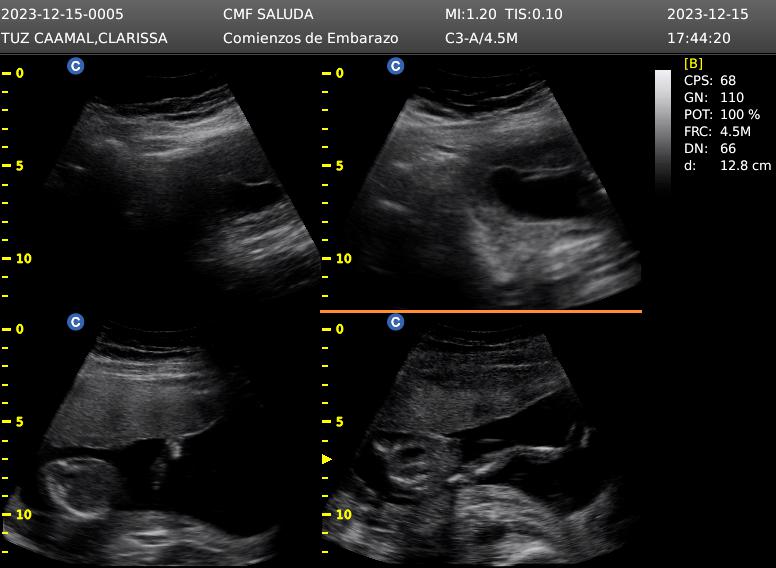 2023-12-15-0005 CMF SALUDA MI:1.20 TIS:0.10 2023-12-15
TUZ CAAMAL,CLARISSA Comienzos de Embarazo C3-A/4.5M 17:44:20
[B]
CPS: 68
GN: 110
POT: 100 %
FRC: 4.5M
DN: 66
d: 12.8 cm
C C
0 0
5 5
10 10
C C
0 0
5 5
10 10